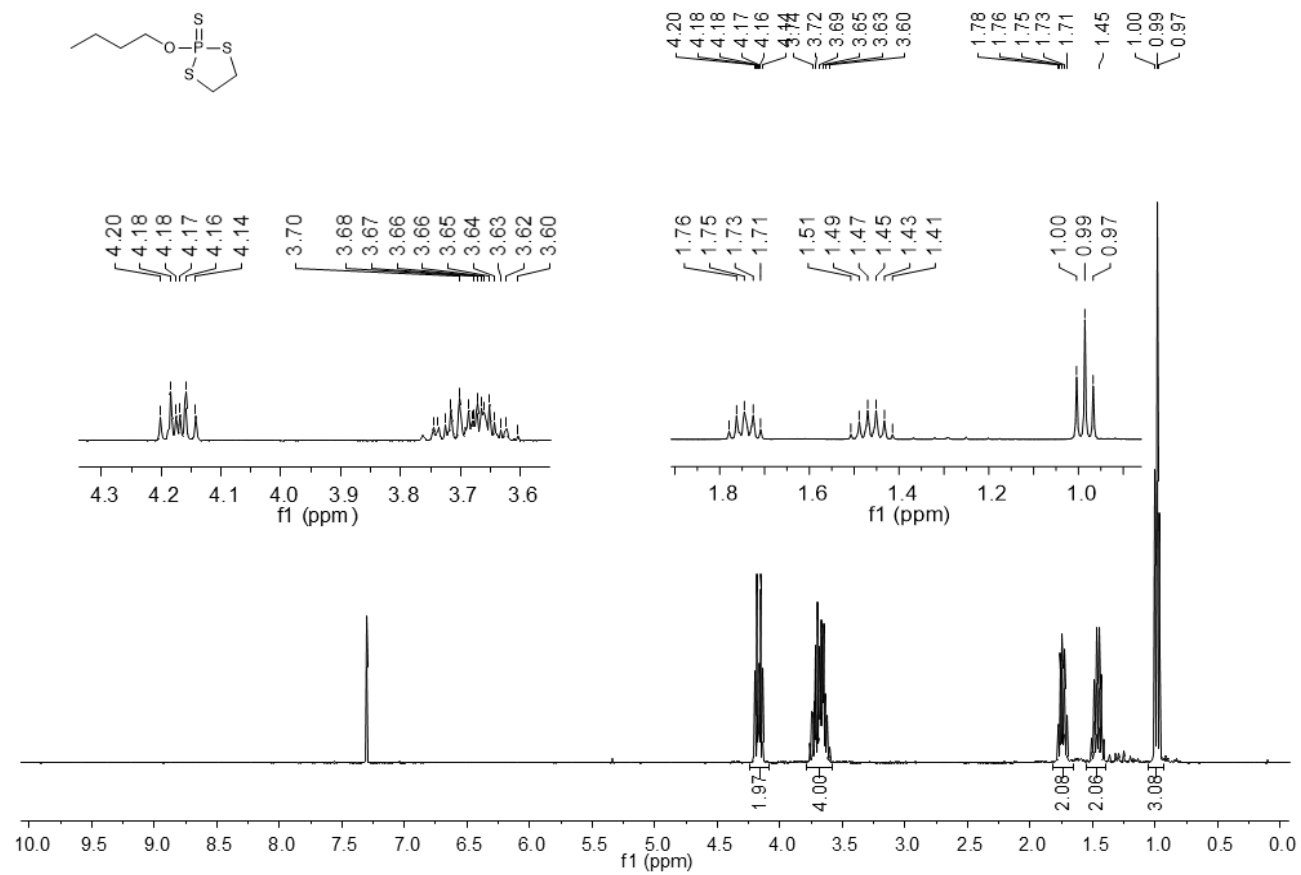 S
O P S
S
4.20 4.18 4.18 4.17 4.16 4.14 3.74 3.72 3.69 3.65 3.63 3.60 1.78 1.76 1.75 1.73 1.71 1.45 1.00 0.99 0.97
4.20 4.18 4.18 4.17 4.16 4.14 3.70 3.68 3.67 3.66 3.66 3.65 3.64 3.63 3.62 3.60 1.76 1.75 1.73 1.71 1.51 1.49 1.47 1.45 1.43 1.41 1.00 0.99 0.97
4.3 4.2 4.1 4.0 3.9 3.8 3.7 3.6
f1 (ppm)
1.8 1.6 1.4 1.2 1.0
f1 (ppm)
1.97 4.00 2.08 2.06 3.08
10.0 9.5 9.0 8.5 8.0 7.5 7.0 6.5 6.0 5.5 5.0 4.5 4.0 3.5 3.0 2.5 2.0 1.5 1.0 0.5 0.0
f1 (ppm)